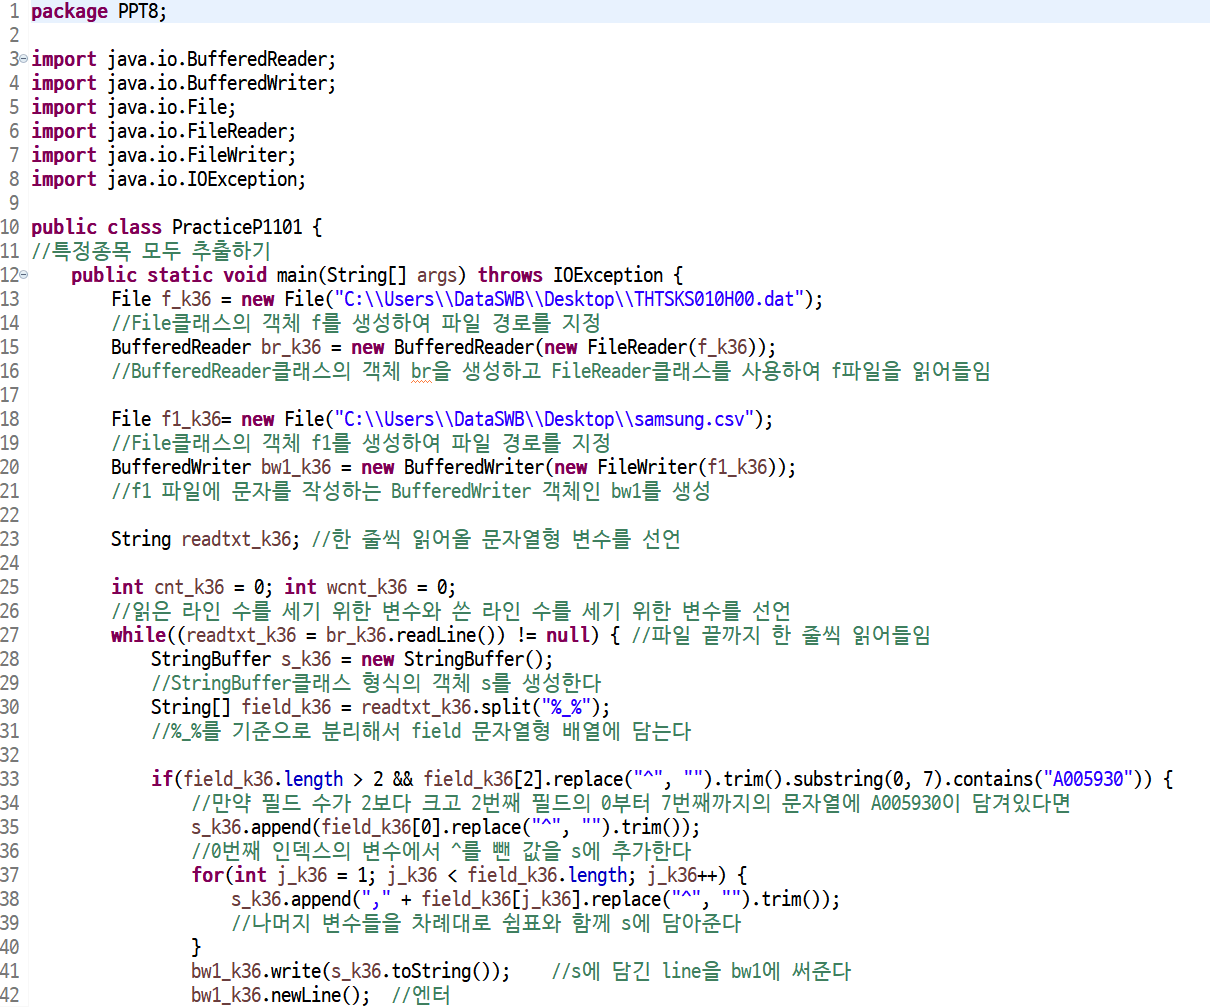 1 package PPT8;
2
3 import java.io.BufferedReader;
4 import java.io.BufferedWriter;
5 import java.io.File;
6 import java.io.FileReader;
7 import java.io.FileWriter;
8 import java.io.IOException;
9
10 public class PracticeP1101 {
11 //특정종목 모두 추출하기
12 public static void main(String[] args) throws IOException {
13 File f_k36 = new File("C:\\Users\\DataSWB\\Desktop\\THTSKS010H00.dat");
14 //File클래스의 객체 f를 생성하여 파일 경로를 지정
15 BufferedReader br_k36 = new BufferedReader(new FileReader(f_k36));
16 //BufferedReader클래스의 객체 br을 생성하고 FileReader클래스를 사용하여 f파일을 읽어들임
17
18 File f1_k36= new File("C:\\Users\\DataSWB\\Desktop\\samsung.csv");
19 //File클래스의 객체 f1를 생성하여 파일 경로를 지정
20 BufferedWriter bw1_k36 = new BufferedWriter(new FileWriter(f1_k36));
21 //f1 파일에 문자를 작성하는 BufferedWriter 객체인 bw1를 생성
22
23 String readtxt_k36; //한 줄씩 읽어올 문자열형 변수를 선언
24
25 int cnt_k36 = 0; int wcnt_k36 = 0;
26 //읽은 라인 수를 세기 위한 변수와 쓴 라인 수를 세기 위한 변수를 선언
27 while((readtxt_k36 = br_k36.readLine()) != null) { //파일 끝까지 한 줄씩 읽어들임
28 StringBuffer s_k36 = new StringBuffer();
29 //StringBuffer클래스 형식의 객체 s를 생성한다
30 String[] field_k36 = readtxt_k36.split("%_%");
31 //%_%를 기준으로 분리해서 field 문자열형 배열에 담는다
32
33 if(field_k36.length > 2 && field_k36[2].replace("^", "").trim().substring(0, 7).contains("A005930")) {
34 //만약 필드 수가 2보다 크고 2번째 필드의 0부터 7번째까지의 문자열에 A005930이 담겨있다면
35 s_k36.append(field_k36[0].replace("^", "").trim());
36 //0번째 인덱스의 변수에서 ^를 뺀 값을 s에 추가한다
37 for(int j_k36 = 1; j_k36 < field_k36.length; j_k36++) {
38 s_k36.append("," + field_k36[j_k36].replace("^", "").trim());
39 //나머지 변수들을 차례대로 쉼표와 함께 s에 담아준다
40 }
41 bw1_k36.write(s_k36.toString()); //s에 담긴 line을 bw1에 써준다
42 bw1_k36.newLine(); //엔터